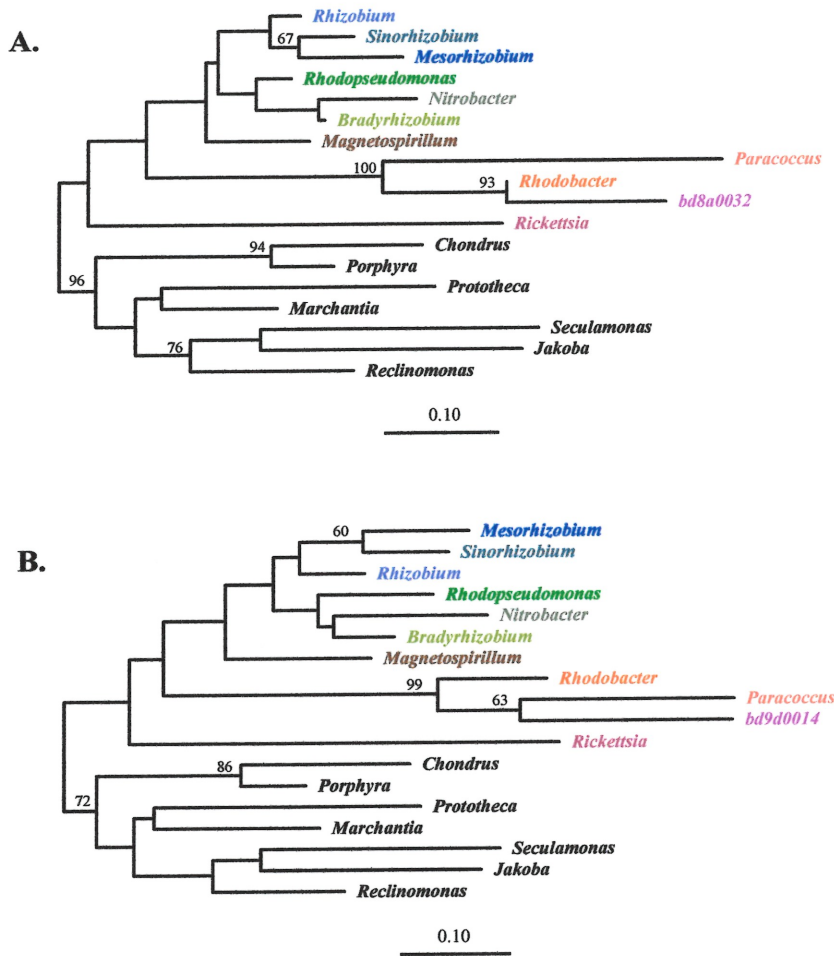 A.
Rhizobium
67
Sinorhizobium
Mesorhizobium
Rhodopseudomonas
Nitrobacter
Bradyrhizobium
Magnetospirillum
Paracoccus
100
93
Rhodobacter
bd8a0032
Rickettsia
94
Chondrus
Porphyra
96
Prototheca
Marchantia
Seculamonas
76
Jakoba
Reclinomonas
0.10
B.
60
Mesorhizobium
Sinorhizobium
Rhizobium
Rhodopseudomonas
Nitrobacter
Bradyrhizobium
Magnetospirillum
99
Rhodobacter
63
Paracoccus
bd9d0014
Rickettsia
86
Chondrus
Porphyra
72
Prototheca
Marchantia
Seculamonas
Jakoba
Reclinomonas
0.10